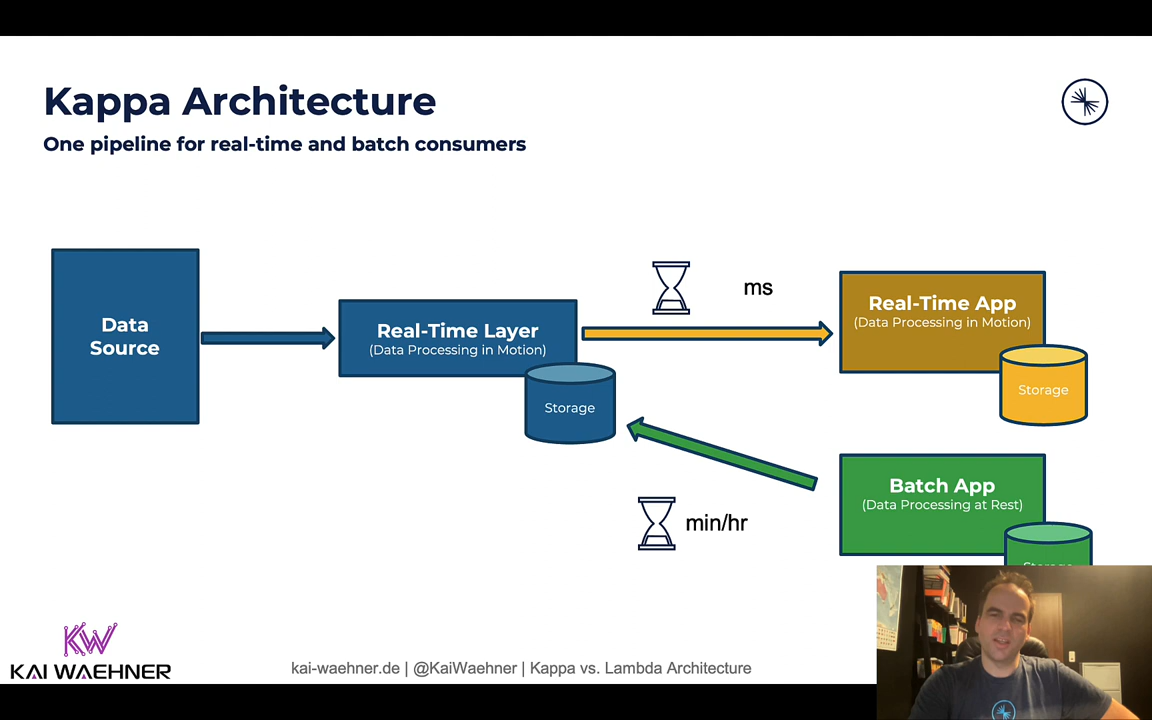 Kappa Architecture
One pipeline for real-time and batch consumers
Data
Source
Real-Time Layer
(Data Processing in Motion)
Storage
ms
Real-Time App
(Data Processing in Motion)
Storage
min/hr
Batch App
(Data Processing at Rest)
Storage
KW
KAI WAEHNER
kai-waehner.de | @KaiWaehner | Kappa vs. Lambda Architecture